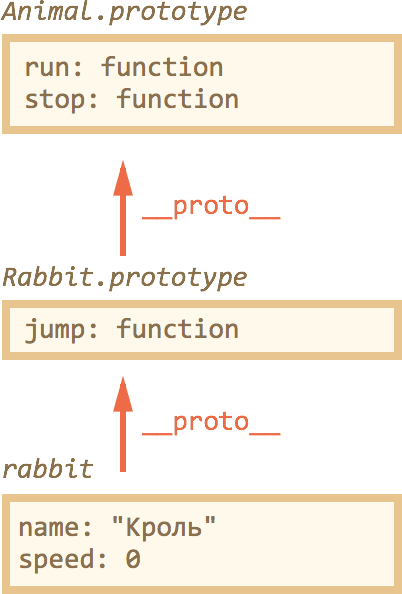 Animal.prototype
run: function
stop: function
__proto__
Rabbit.prototype
jump: function
__proto__
rabbit
name: "Кроль"
speed: 0